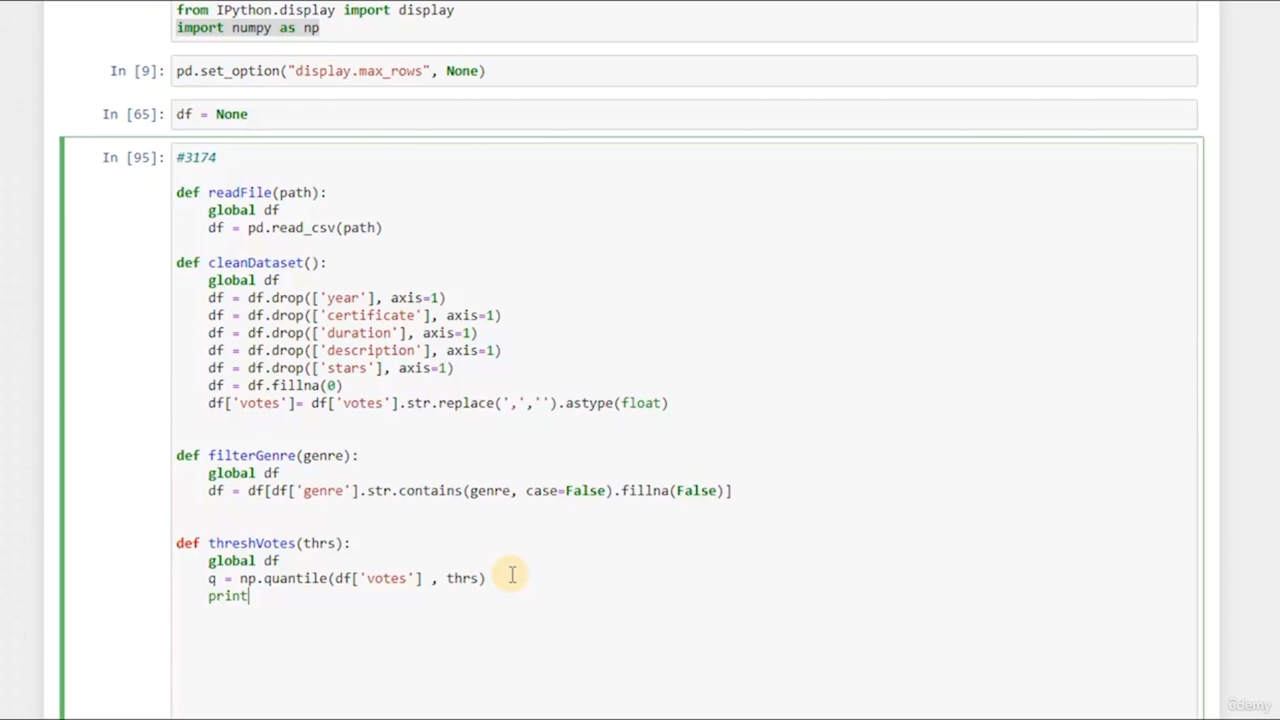 from IPython.display import display
import numpy as np
In [9]: pd.set_option("display.max_rows", None)
In [65]: df = None
In [95]: #3174
def readFile(path):
    global df
    df = pd.read_csv(path)
def cleanDataset():
    global df
    df = df.drop(['year'], axis=1)
    df = df.drop(['certificate'], axis=1)
    df = df.drop(['duration'], axis=1)
    df = df.drop(['description'], axis=1)
    df = df.drop(['stars'], axis=1)
    df = df.fillna(0)
    df['votes']= df['votes'].str.replace(',','').astype(float)
def filterGenre(genre):
    global df
    df = df[df['genre'].str.contains(genre, case=False).fillna(False)]
def threshVotes(thrs):
    global df
    q = np.quantile(df['votes'] , thrs)
    print
ûdemy